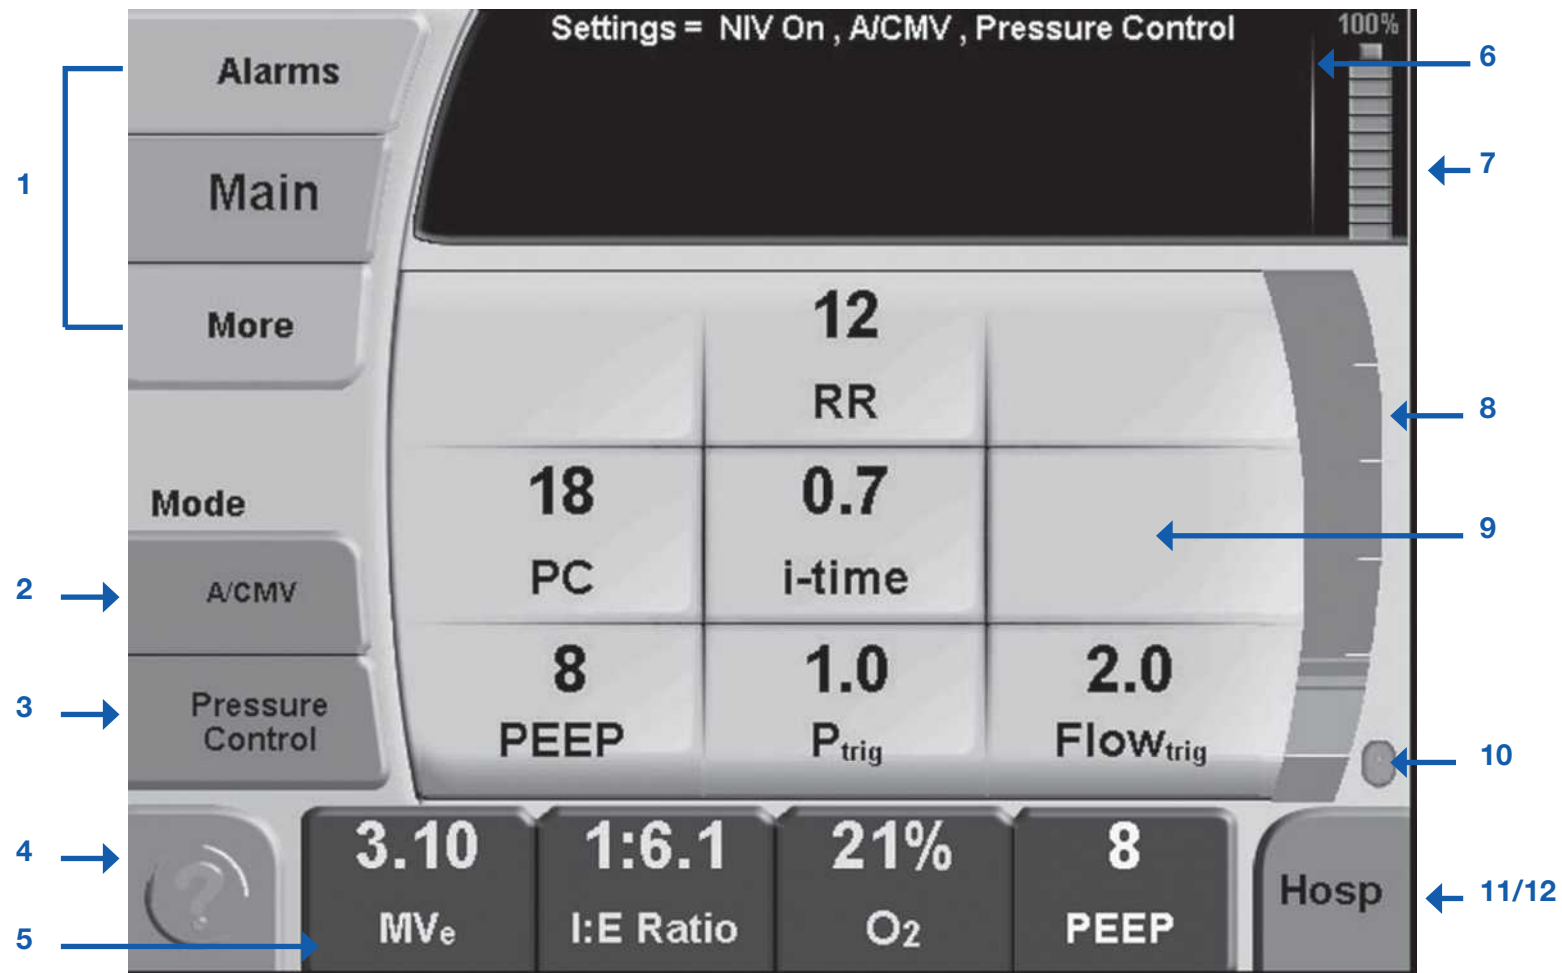 Settings = NIV On , A/CMV , Pressure Control
100%
6
Alarms
7
1
Main
More
12
RR
8
Mode
18
PC
0.7
i-time
9
2
A/CMV
3
Pressure
Control
8
PEEP
1.0
Ptrig
2.0
Flowtrig
10
4
?
5
3.10
MVe
1:6.1
I:E Ratio
21%
O2
8
PEEP
Hosp
11/12